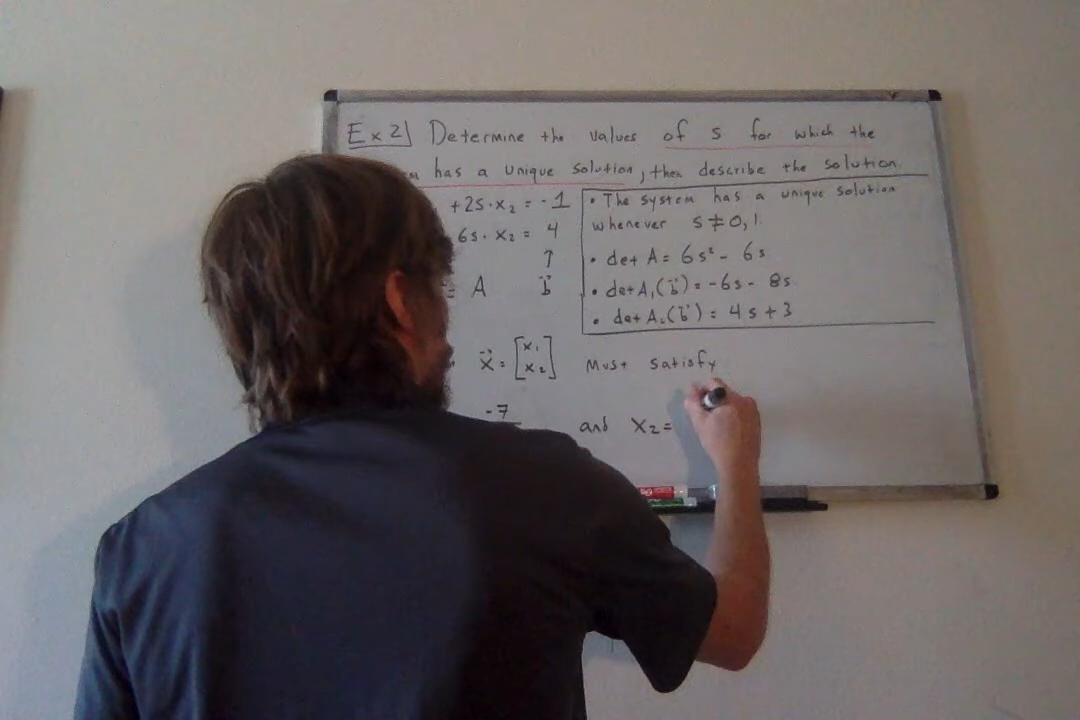 Ex 2] Determine the values of s for which the
has a unique solution, then describe the solution.
+2s·x₂ = -1
6s·x₂ = 4
↑
= A b⃗
• The system has a unique solution
whenever s ≠ 0, 1.
• det A = 6s² - 6s
• det A₁(b⃗) = -6s - 8s
• det A₂(b⃗) = 4s + 3
x⃗ = [x₁ x₂] must satisfy
-7
and x₂ =